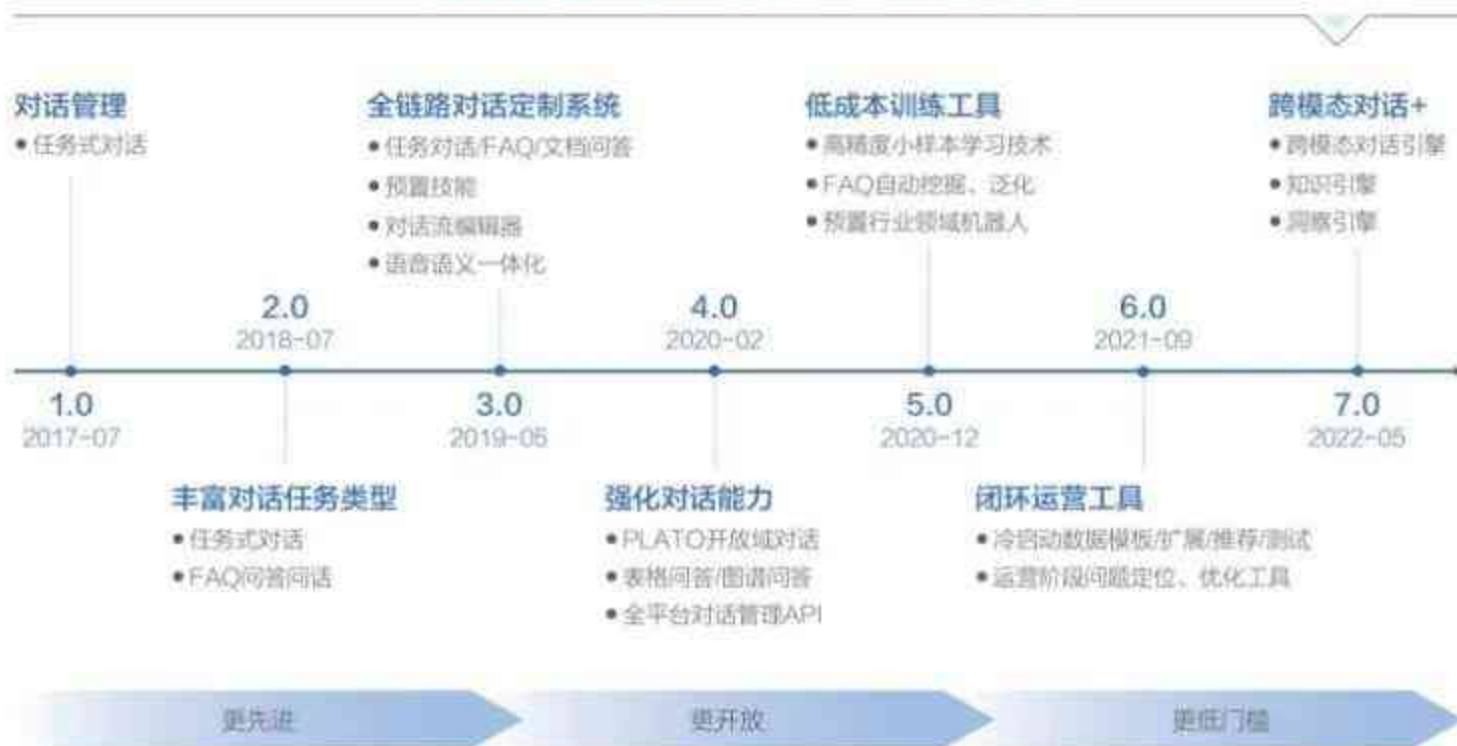 对话管理
•任务式对话
全链路对话定制系统
•任务对话/FAQ/文档问答
•预置技能
•对话流编辑器
•语音语义一体化
低成本训练工具
•高精度小样本学习技术
•FAQ自动挖掘、泛化
•预置行业领域机器人
跨模态对话+
•跨模态对话引擎
•知识引擎
•洞察引擎
2.0
2018-07
4.0
2020-02
6.0
2021-09
1.0
2017-07
3.0
2019-05
5.0
2020-12
7.0
2022-05
丰富对话任务类型
•任务式对话
•FAQ问答问话
强化对话能力
•PLATO开放域对话
•表格问答/图谱问答
•全平台对话管理API
闭环运营工具
•冷启动数据模板/扩展/推荐/测试
•运营阶段问题定位、优化工具
更先进
更开放
更低门槛